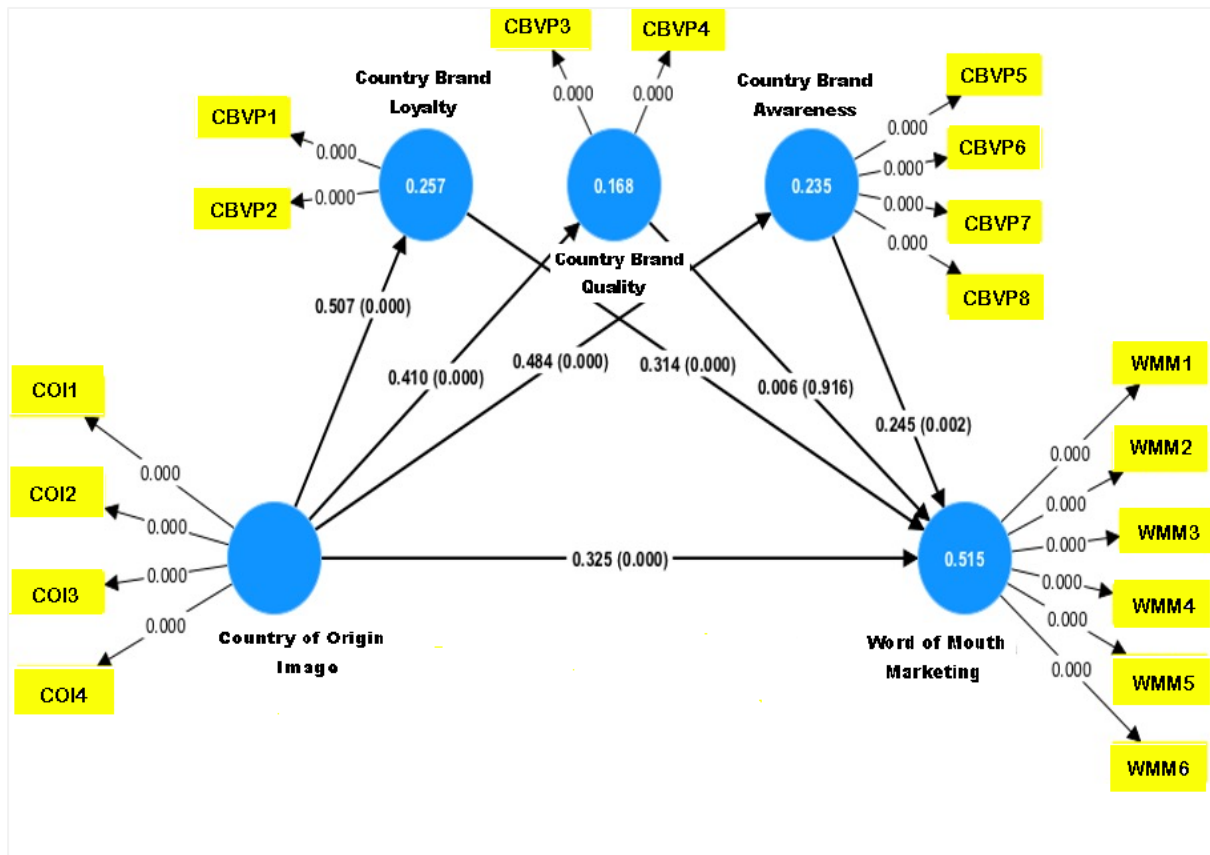 CBVP3
CBVP4
Country Brand
Loyalty
Country Brand
Awareness
CBVP5
CBVP1
0.000
0.000
0.000
0.000
CBVP6
0.000
0.257
0.168
0.235
0.000
CBVP2
0.000
0.000
CBVP7
0.000
Country Brand
Quality
CBVP8
0.507 (0.000)
0.410 (0.000)
0.484 (0.000)
0.314 (0.000)
0.006 (0.916)
0.245 (0.002)
COI1
0.000
COI2
0.000
COI3
0.000
COI4
0.000
0.325 (0.000)
0.515
Country of Origin
Imago
Word of Mouth
Marketing
WMM1
0.000
WMM2
0.000
WMM3
0.000
WMM4
0.000
WMM5
0.000
WMM6
0.000